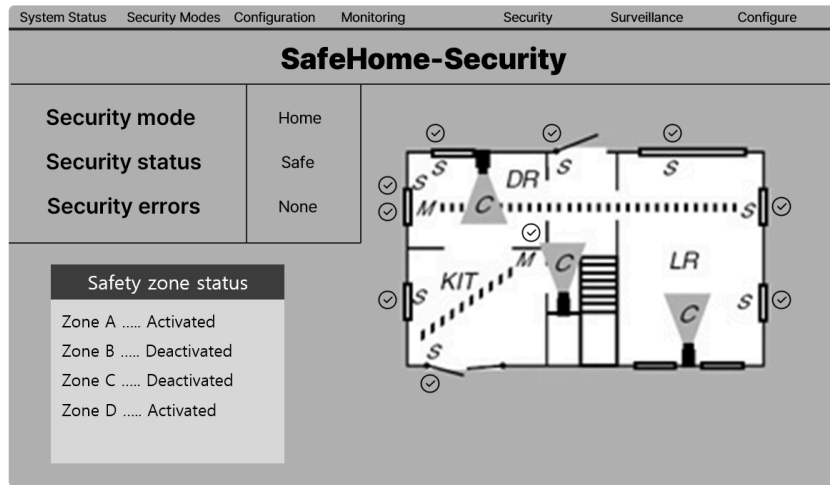 System Status Security Modes Configuration Monitoring Security Surveillance Configure
SafeHome-Security
Security mode Home
Security status Safe
Security errors None
Safety zone status
Zone A ..... Activated
Zone B ..... Deactivated
Zone C ..... Deactivated
Zone D ..... Activated
S DR S S
S
M C S
M C LR
KIT
S S
C
S